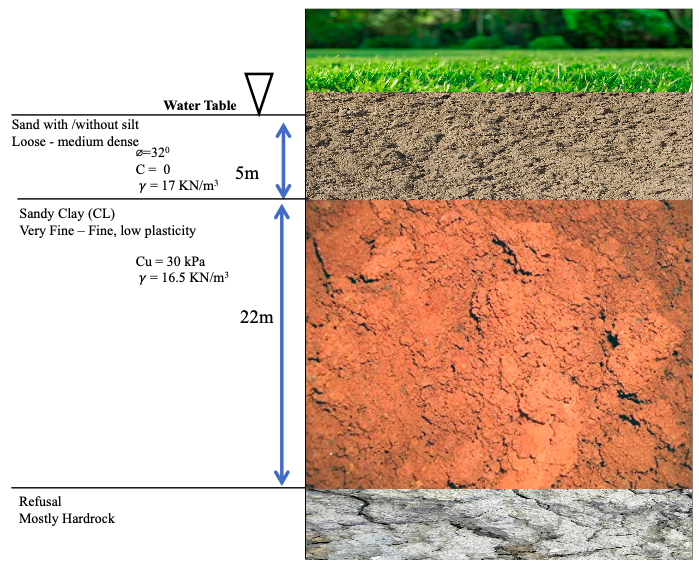 Water Table
Sand with /without silt
Loose - medium dense
⌀=32⁰
C = 0
γ = 17 KN/m³
5m
Sandy Clay (CL)
Very Fine – Fine, low plasticity
Cu = 30 kPa
γ = 16.5 KN/m³
22m
Refusal
Mostly Hardrock